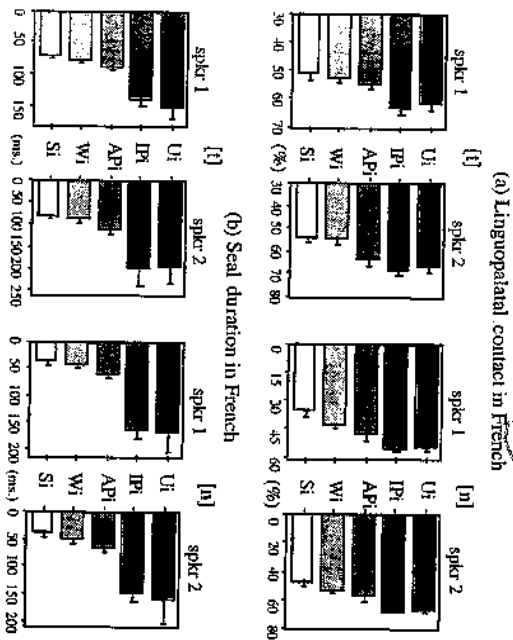 (a) Linguopalatal contact in French
spkr 1 [t] spkr 2 spkr 1 [n] spkr 2
Ui Ui
IPi IPi
APi APi
Wi Wi
Si Si
30 40 50 60 70 (%) 30 40 50 60 70 80 0 15 30 45 60 (%) 0 20 40 60 80
(b) Seal duration in French
spkr 1 [t] spkr 2 spkr 1 [n] spkr 2
Ui Ui
IPi IPi
APi APi
Wi Wi
Si Si
0 50 100 150 (ms.) 0 50 100 150 200 250 0 50 100 150 200 (ms.) 0 50 100 150 200